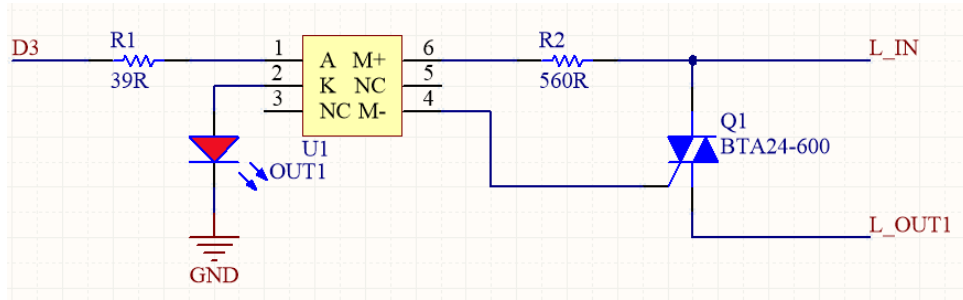 D3
R1
39R
1
2
3
A M+
K NC
NC M-
6
5
4
U1
OUT1
GND
R2
560R
L_IN
Q1
BTA24-600
L_OUT1